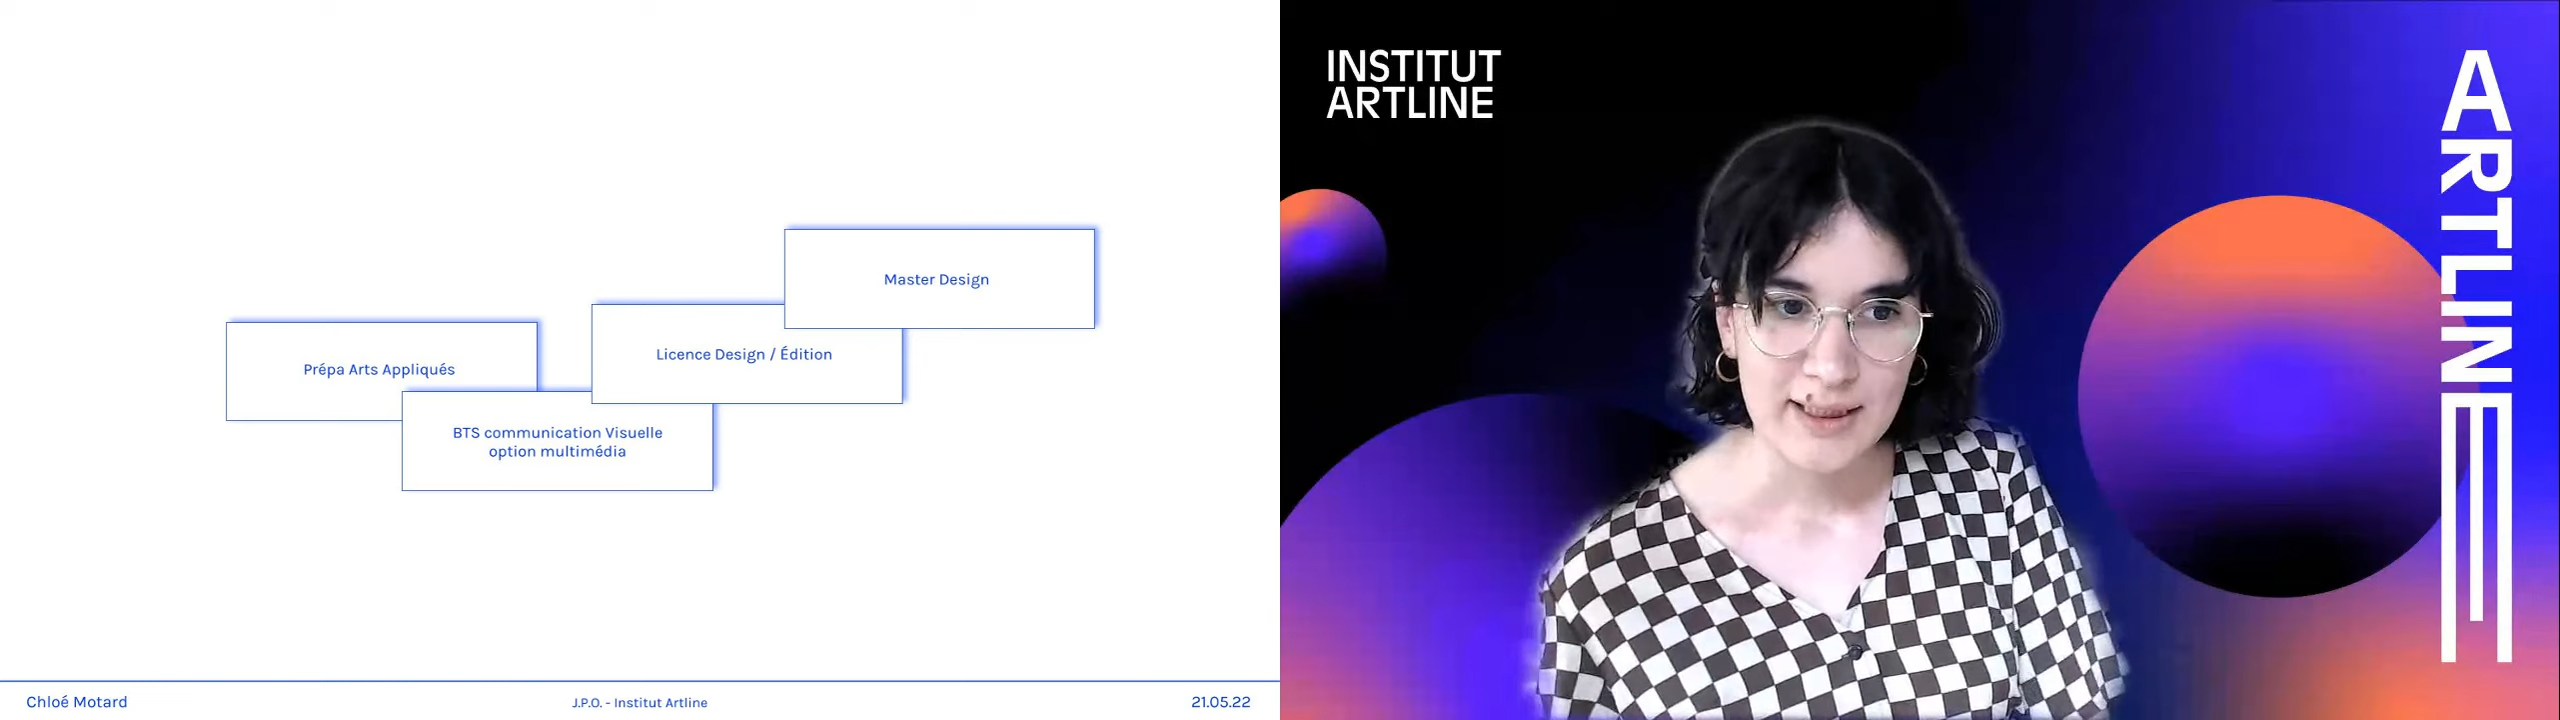 Master Design
Licence Design / Édition
Prépa Arts Appliqués
BTS communication Visuelle
option multimédia
Chloé Motard
J.P.O. - Institut Artline
21.05.22
INSTITUT
ARTLINE
ARTLINE